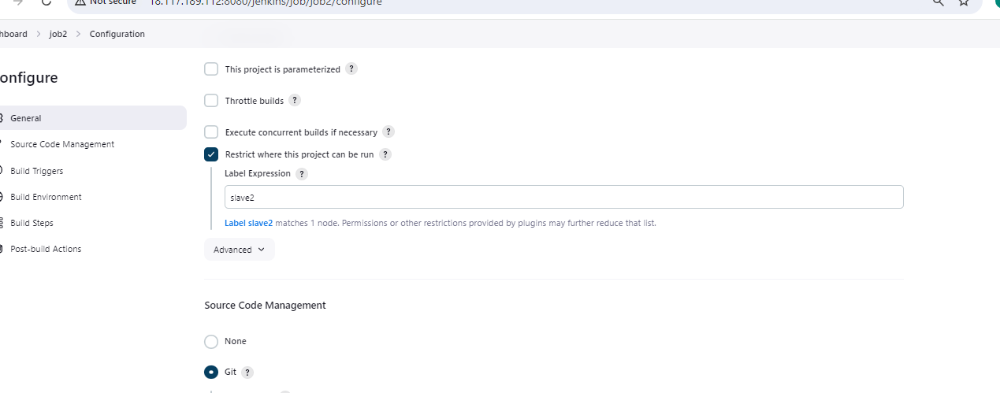 Not secure 18.117.189.112:8080/jenkins/job/job2/configure
hboard > job2 > Configuration
onfigure
General
Source Code Management
Build Triggers
Build Environment
Build Steps
Post-build Actions
This project is parameterized ?
Throttle builds ?
Execute concurrent builds if necessary ?
Restrict where this project can be run ?
Label Expression ?
slave2
Label slave2 matches 1 node. Permissions or other restrictions provided by plugins may further reduce that list.
Advanced
Source Code Management
None
Git ?